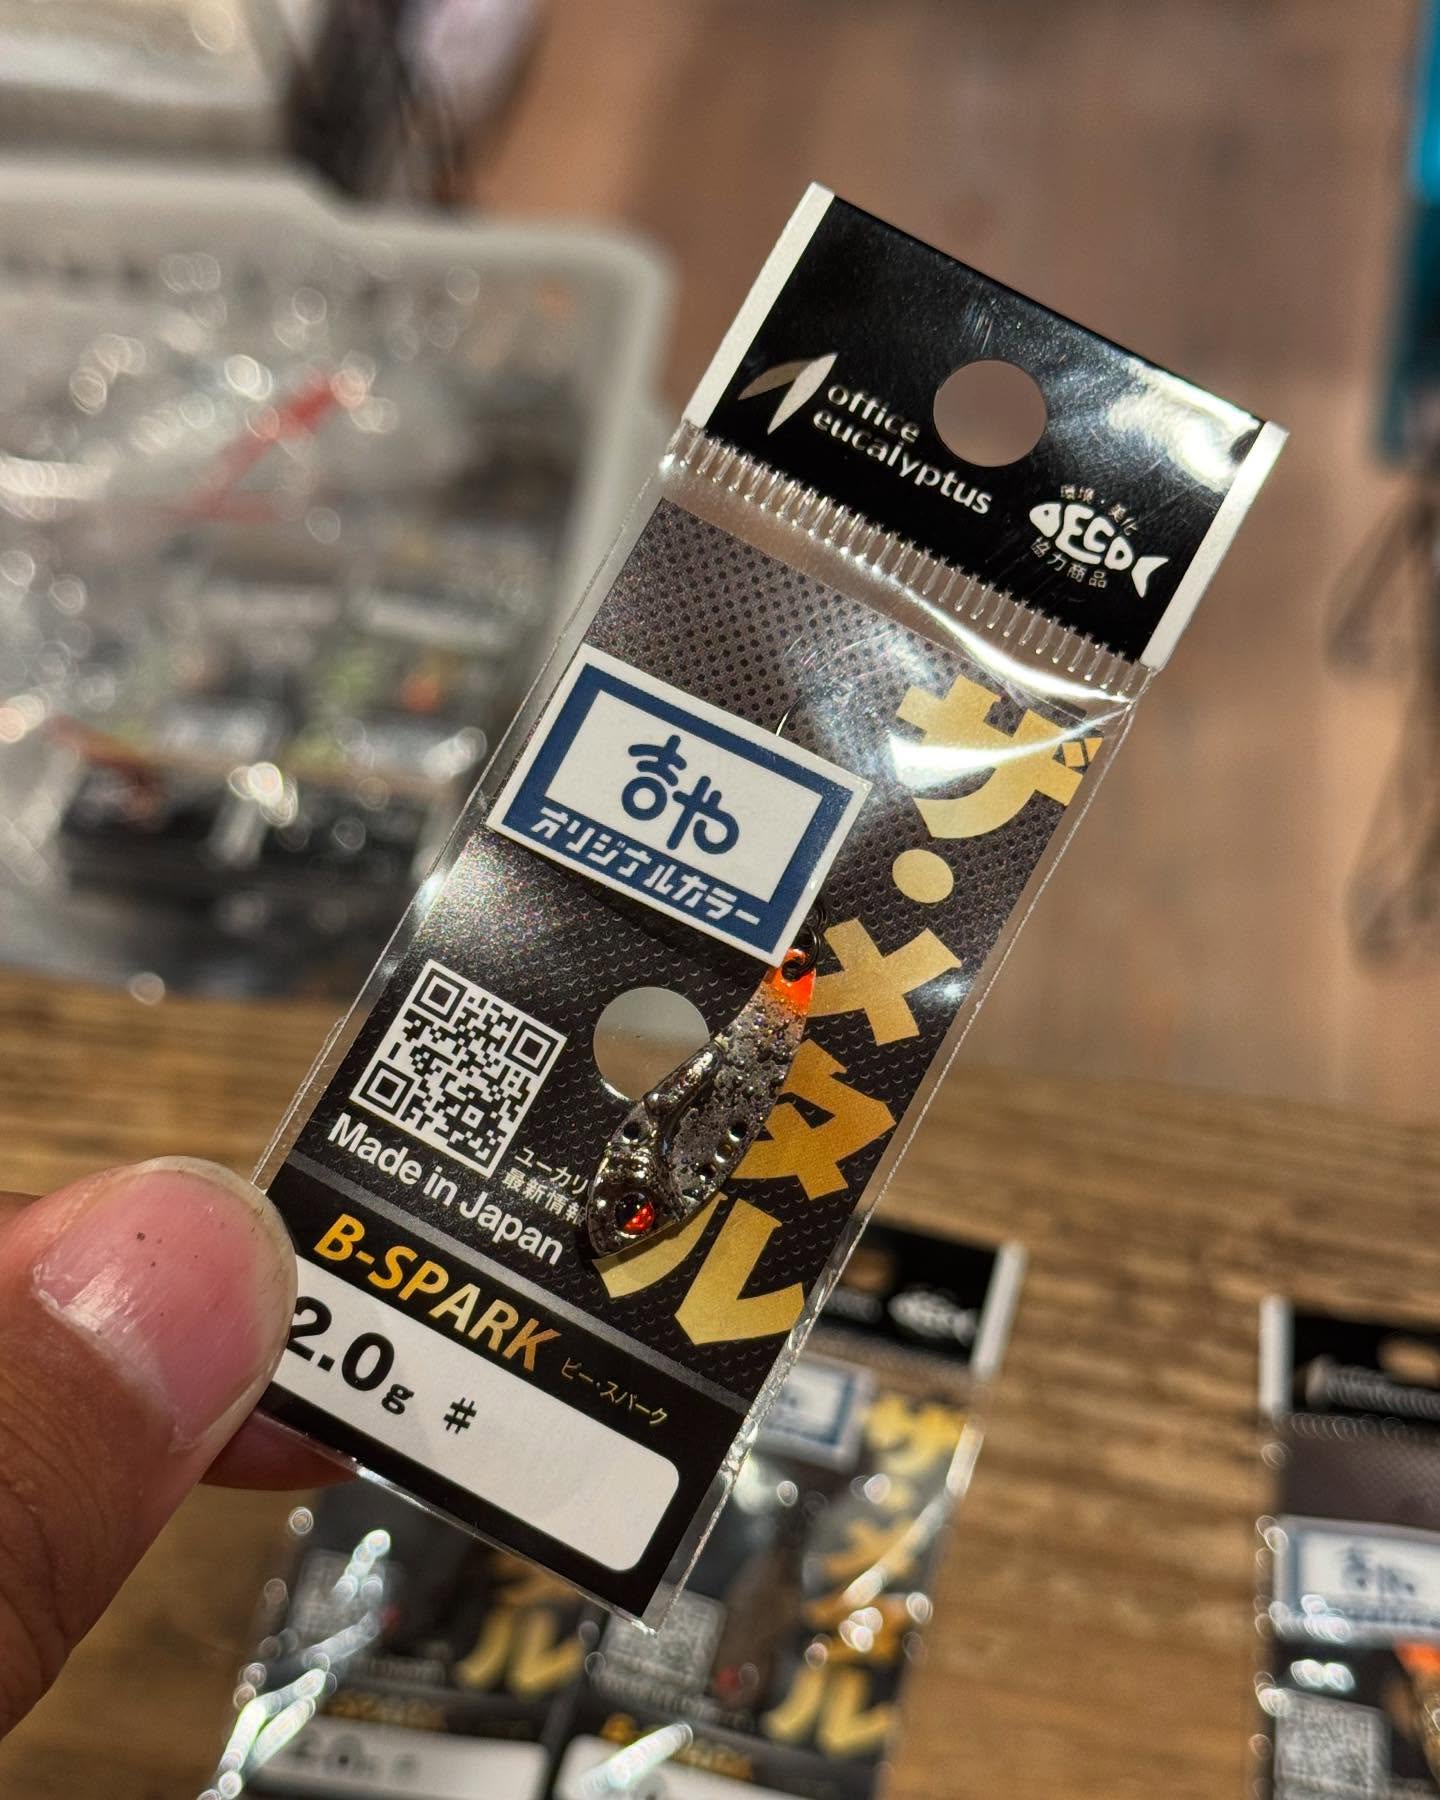 office
eucalyptus
環境・美化
ECO
協力商品
ザ・メタル
吉や
オリジナルカラー
ユーカリ
最新情報
Made in Japan
B-SPARK ビー・スパーク
2.0g #